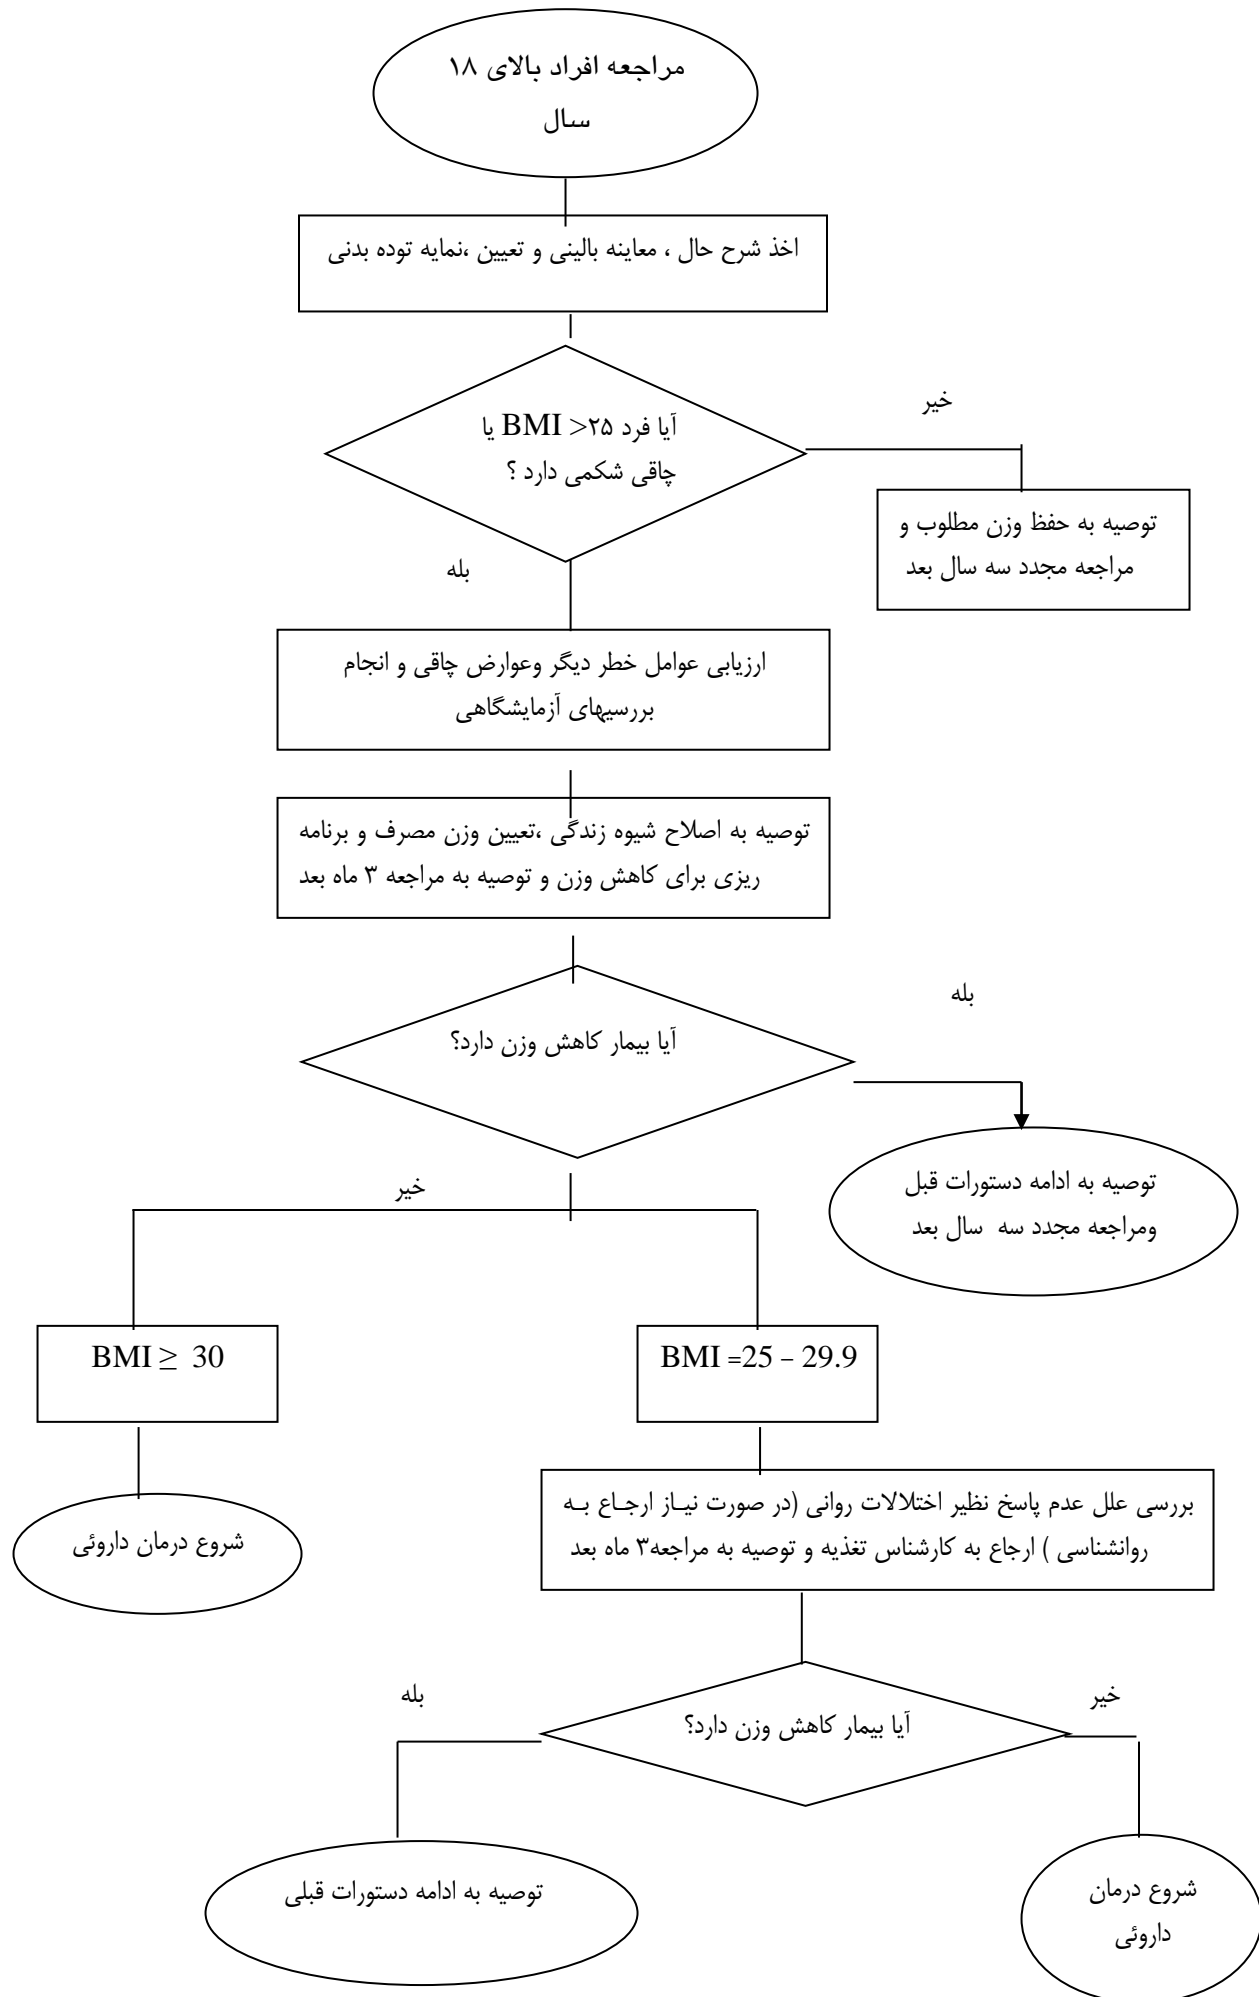 مراجعه افراد بالای ۱۸
سال
اخذ شرح حال ، معاینه بالینی و تعیین ،نمایه توده بدنی
آیا فرد BMI >۲۵ یا
چاقی شکمی دارد ؟
خیر
توصیه به حفظ وزن مطلوب و
مراجعه مجدد سه سال بعد
بله
ارزیابی عوامل خطر دیگر وعوارض چاقی و انجام
بررسیهای آزمایشگاهی
توصیه به اصلاح شیوه زندگی ،تعیین وزن مصرف و برنامه
ریزی برای کاهش وزن و توصیه به مراجعه ۳ ماه بعد
آیا بیمار کاهش وزن دارد؟
بله
توصیه به ادامه دستورات قبل
ومراجعه مجدد سه سال بعد
خیر
BMI ≥ 30
BMI =25 – 29.9
شروع درمان داروئی
بررسی علل عدم پاسخ نظیر اختلالات روانی (در صورت نیـاز ارجـاع بـه
روانشناسی ) ارجاع به کارشناس تغذیه و توصیه به مراجعه۳ ماه بعد
آیا بیمار کاهش وزن دارد؟
خیر
بله
شروع درمان
داروئی
توصیه به ادامه دستورات قبلی